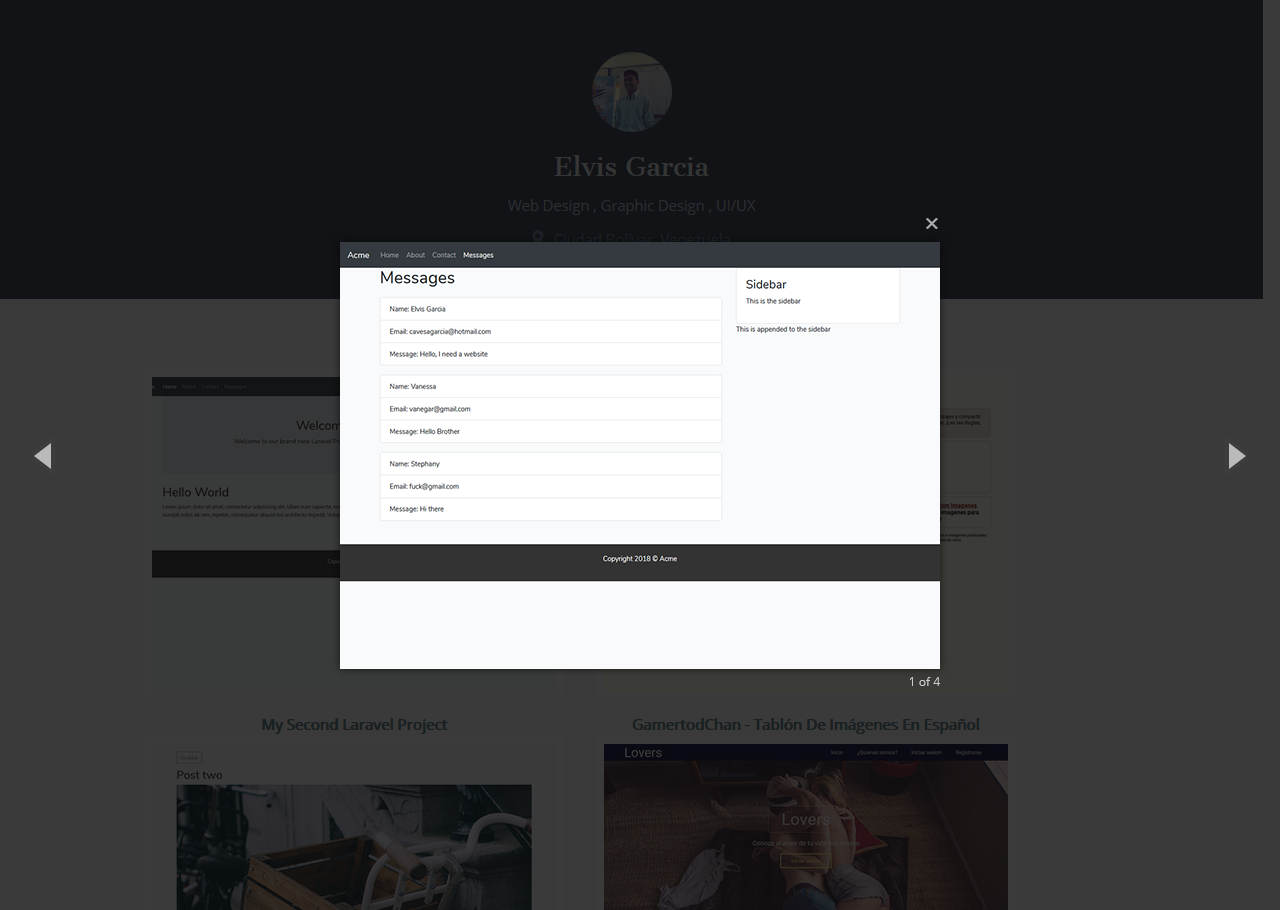 Elvis Garcia
Web Design , Graphic Design , UI/UX
Ciudad Bolivar, Venezuela
×
Acme Home About Contact Messages
Messages
Name: Elvis Garcia
Email: cavesagarcia@hotmail.com
Message: Hello, I need a website
Name: Vanessa
Email: vanegar@gmail.com
Message: Hello Brother
Name: Stephany
Email: fuck@gmail.com
Message: Hi there
Sidebar
This is the sidebar
This is appended to the sidebar
Copyright 2018 © Acme
1 of 4
Home About Contact Messages
Welcom
Welcome to our brand new Laravel
Hello World
My Second Laravel Project
GamertodChan - Tablón De Imágenes En Español
Post two
Lovers
Inicio ¿Quienes somos? Iniciar sesión Registrarse
Lovers